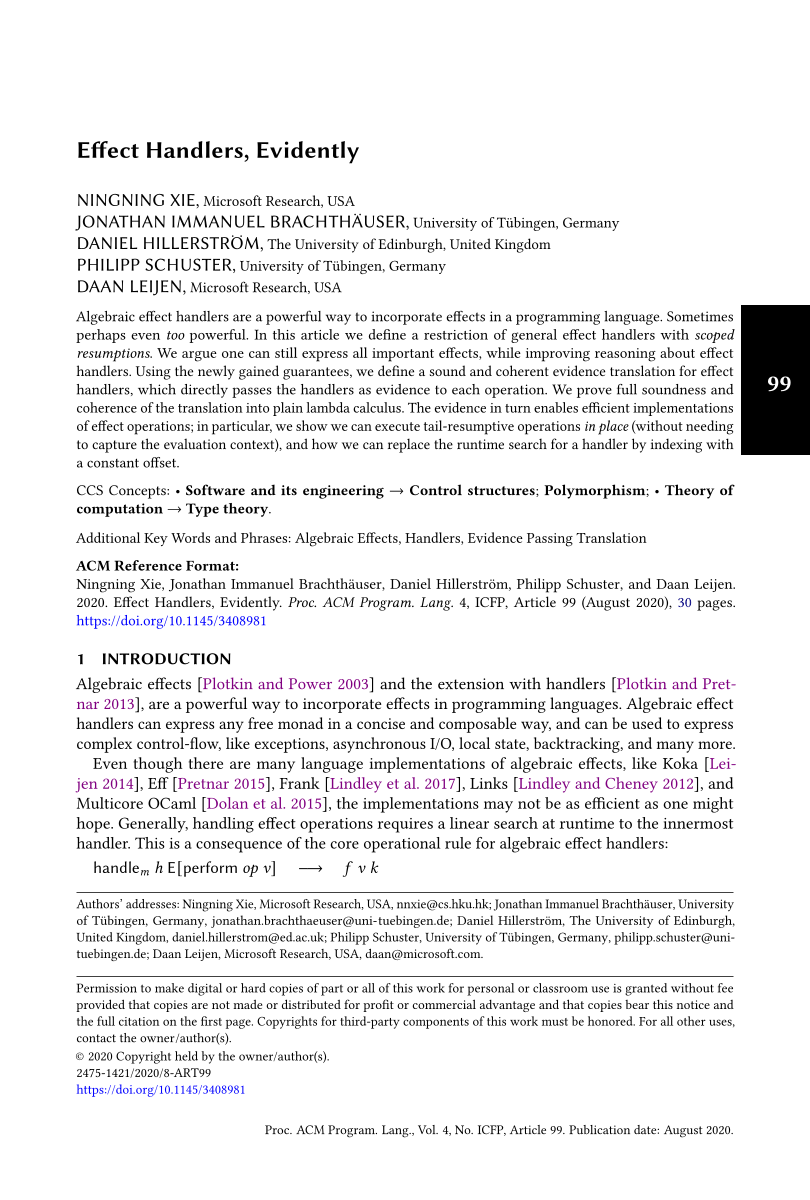 Effect Handlers, Evidently
NINGNING XIE, Microsoft Research, USA
JONATHAN IMMANUEL BRACHTHÄUSER, University of Tübingen, Germany
DANIEL HILLERSTRÖM, The University of Edinburgh, United Kingdom
PHILIPP SCHUSTER, University of Tübingen, Germany
DAAN LEIJEN, Microsoft Research, USA
Algebraic effect handlers are a powerful way to incorporate effects in a programming language. Sometimes
perhaps even too powerful. In this article we define a restriction of general effect handlers with scoped
resumptions. We argue one can still express all important effects, while improving reasoning about effect
handlers. Using the newly gained guarantees, we define a sound and coherent evidence translation for effect
handlers, which directly passes the handlers as evidence to each operation. We prove full soundness and
coherence of the translation into plain lambda calculus. The evidence in turn enables efficient implementations
of effect operations; in particular, we show we can execute tail-resumptive operations in place (without needing
to capture the evaluation context), and how we can replace the runtime search for a handler by indexing with
a constant offset.
99
CCS Concepts: • Software and its engineering → Control structures; Polymorphism; • Theory of
computation → Type theory.
Additional Key Words and Phrases: Algebraic Effects, Handlers, Evidence Passing Translation
ACM Reference Format:
Ningning Xie, Jonathan Immanuel Brachthäuser, Daniel Hillerström, Philipp Schuster, and Daan Leijen.
2020. Effect Handlers, Evidently. Proc. ACM Program. Lang. 4, ICFP, Article 99 (August 2020), 30 pages.
https://doi.org/10.1145/3408981
1 INTRODUCTION
Algebraic effects [Plotkin and Power 2003] and the extension with handlers [Plotkin and Pret-
nar 2013], are a powerful way to incorporate effects in programming languages. Algebraic effect
handlers can express any free monad in a concise and composable way, and can be used to express
complex control-flow, like exceptions, asynchronous I/O, local state, backtracking, and many more.
Even though there are many language implementations of algebraic effects, like Koka [Lei-
jen 2014], Eff [Pretnar 2015], Frank [Lindley et al. 2017], Links [Lindley and Cheney 2012], and
Multicore OCaml [Dolan et al. 2015], the implementations may not be as efficient as one might
hope. Generally, handling effect operations requires a linear search at runtime to the innermost
handler. This is a consequence of the core operational rule for algebraic effect handlers:
handleₘ h E[perform op v] ⟶ f v k
Authors' addresses: Ningning Xie, Microsoft Research, USA, nnxie@cs.hku.hk; Jonathan Immanuel Brachthäuser, University
of Tübingen, Germany, jonathan.brachthaeuser@uni-tuebingen.de; Daniel Hillerström, The University of Edinburgh,
United Kingdom, daniel.hillerstrom@ed.ac.uk; Philipp Schuster, University of Tübingen, Germany, philipp.schuster@uni-
tuebingen.de; Daan Leijen, Microsoft Research, USA, daan@microsoft.com.
Permission to make digital or hard copies of part or all of this work for personal or classroom use is granted without fee
provided that copies are not made or distributed for profit or commercial advantage and that copies bear this notice and
the full citation on the first page. Copyrights for third-party components of this work must be honored. For all other uses,
contact the owner/author(s).
© 2020 Copyright held by the owner/author(s).
2475-1421/2020/8-ART99
https://doi.org/10.1145/3408981
Proc. ACM Program. Lang., Vol. 4, No. ICFP, Article 99. Publication date: August 2020.